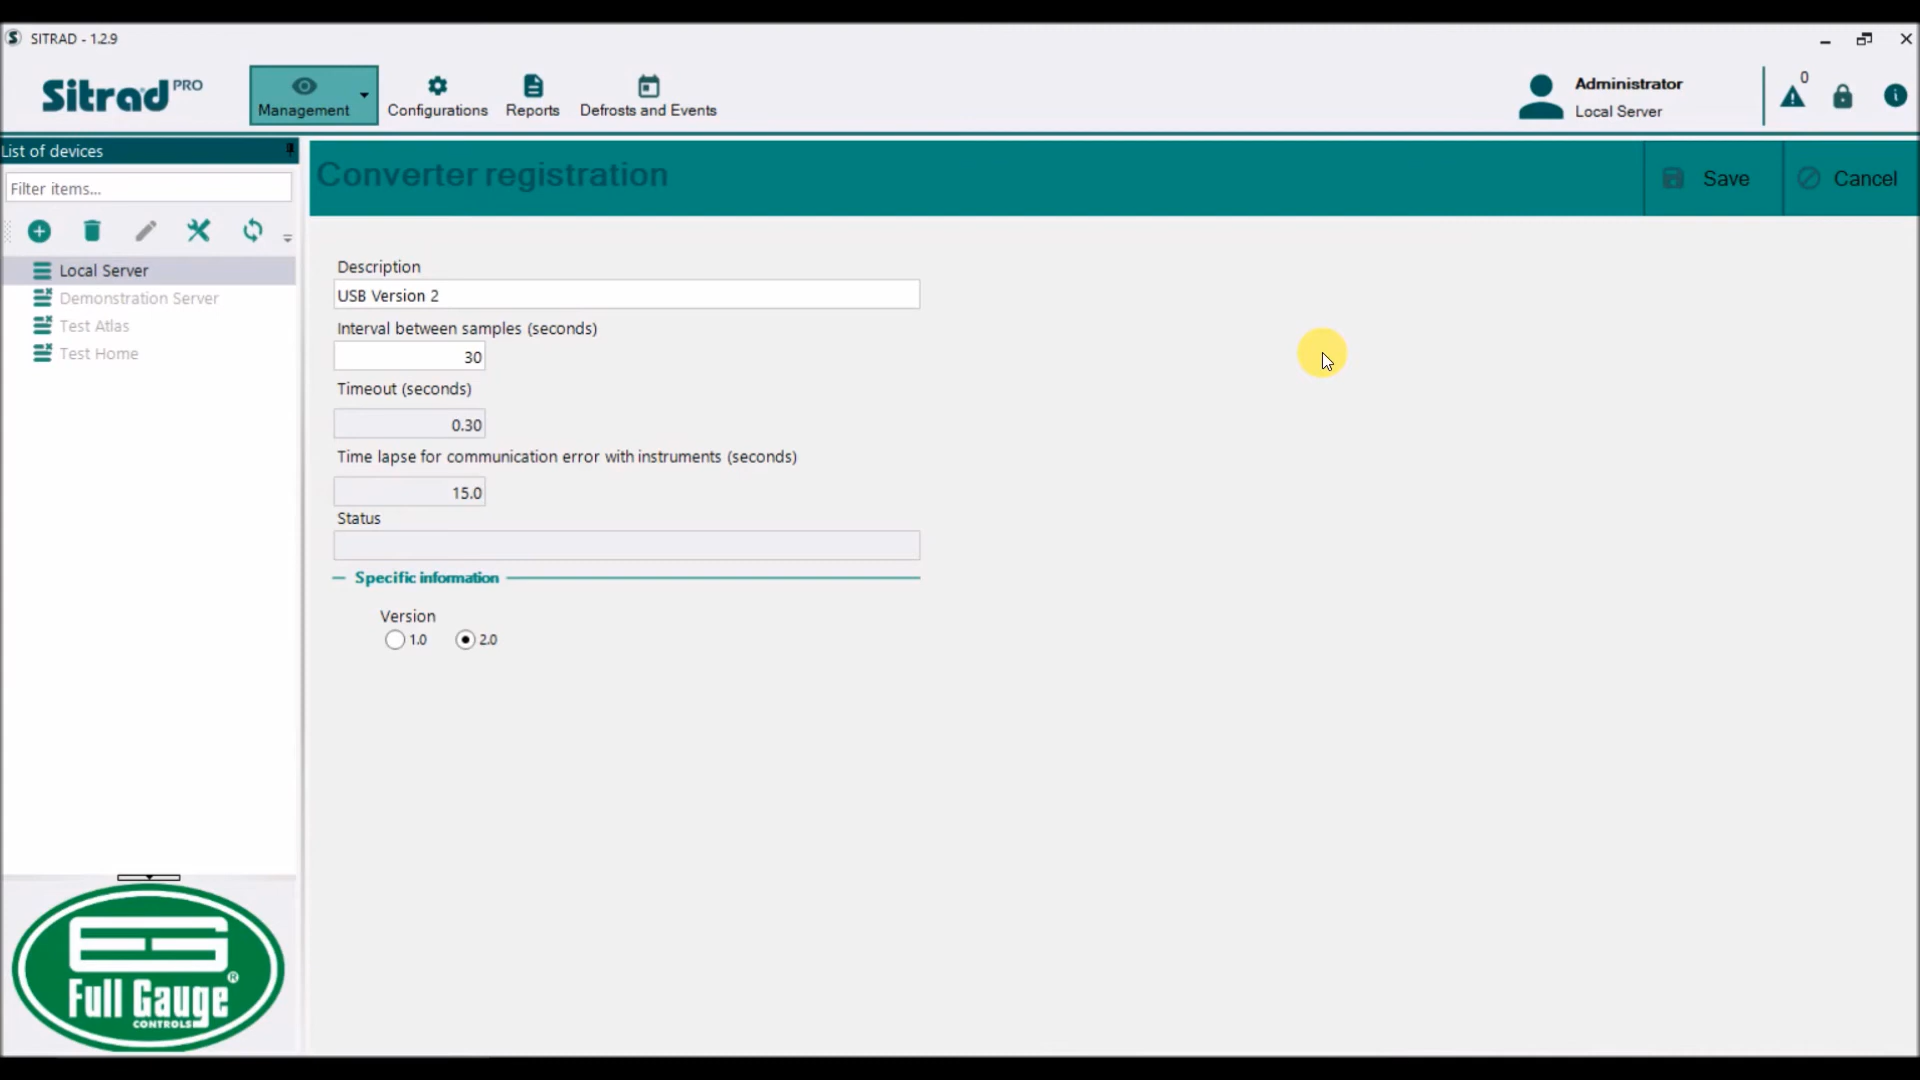 SITRAD - 1.2.9
Sitrad PRO
Management
Configurations
Reports
Defrosts and Events
Administrator
Local Server
0
List of devices
Filter items...
Local Server
Demonstration Server
Test Atlas
Test Home
Converter registration
Save
Cancel
Description
USB Version 2
Interval between samples (seconds)
30
Timeout (seconds)
0.30
Time lapse for communication error with instruments (seconds)
15.0
Status
Specific information
Version
1.0
2.0
Full Gauge ®
CONTROLS